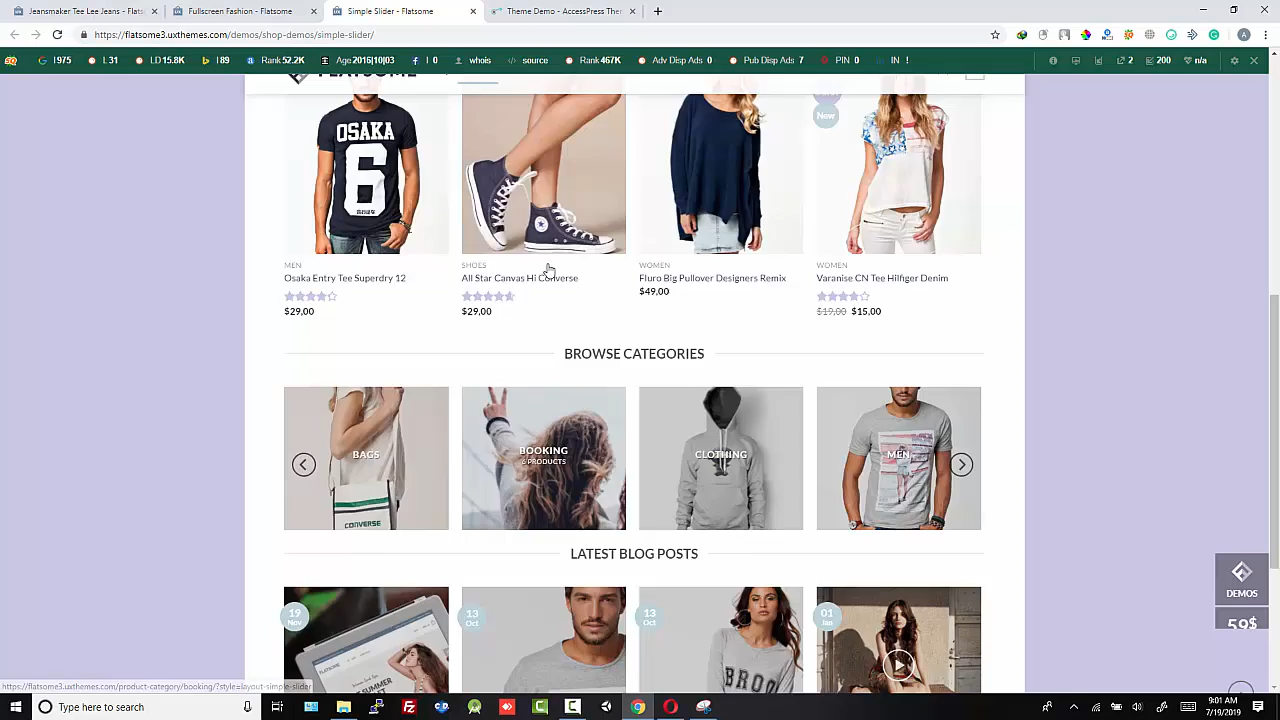 Jeansmaker Tee Lee Jeans - Flats
Fullscreen Fashion - Flatsome
Simple Slider - Flatsome
Theme Demo - AccessPress Ther
https://flatsome3.uxthemes.com/demos/shop-demos/simple-slider/
I 975
L 31
LD 15.8K
I 89
Rank 52.2K
Age 2016|10|03
I 0
whois
source
Rank 467K
Adv Disp Ads 0
Pub Disp Ads 7
PIN 0
IN !
2
200
n/a
FLATSOME
New
OSAKA
6
MEN
Osaka Entry Tee Superdry 12
$29,00
SHOES
All Star Canvas Hi Converse
$29,00
WOMEN
Fluro Big Pullover Designers Remix
$49,00
WOMEN
Varanise CN Tee Hilfiger Denim
$19,00 $15,00
BROWSE CATEGORIES
BAGS
CONVERSE
BOOKING
6 PRODUCTS
CLOTHING
MEN
LATEST BLOG POSTS
19
Nov
13
Oct
13
Oct
01
Jan
DEMOS
59$
https://flatsome3.uxthemes.com/product-category/booking/?style=layout-simple-slider
Type here to search
9:01 AM
7/19/2019